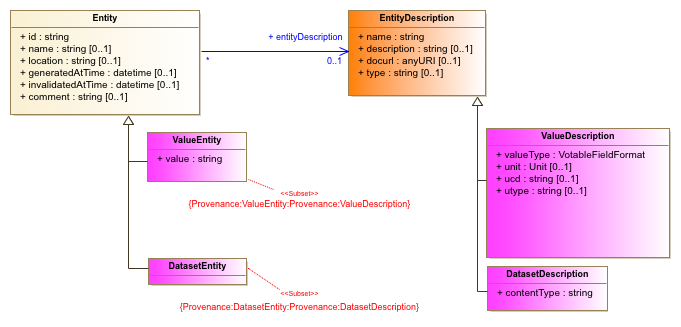 Entity
+ id : string
+ name : string [0..1]
+ location : string [0..1]
+ generatedAtTime : datetime [0..1]
+ invalidatedAtTime : datetime [0..1]
+ comment : string [0..1]
+ entityDescription
*
0..1
EntityDescription
+ name : string
+ description : string [0..1]
+ docurl : anyURI [0..1]
+ type : string [0..1]
ValueEntity
+ value : string
<<Subset>>
{Provenance:ValueEntity:Provenance:ValueDescription}
ValueDescription
+ valueType : VotableFieldFormat
+ unit : Unit [0..1]
+ ucd : string [0..1]
+ utype : string [0..1]
DatasetEntity
<<Subset>>
{Provenance:DatasetEntity:Provenance:DatasetDescription}
DatasetDescription
+ contentType : string